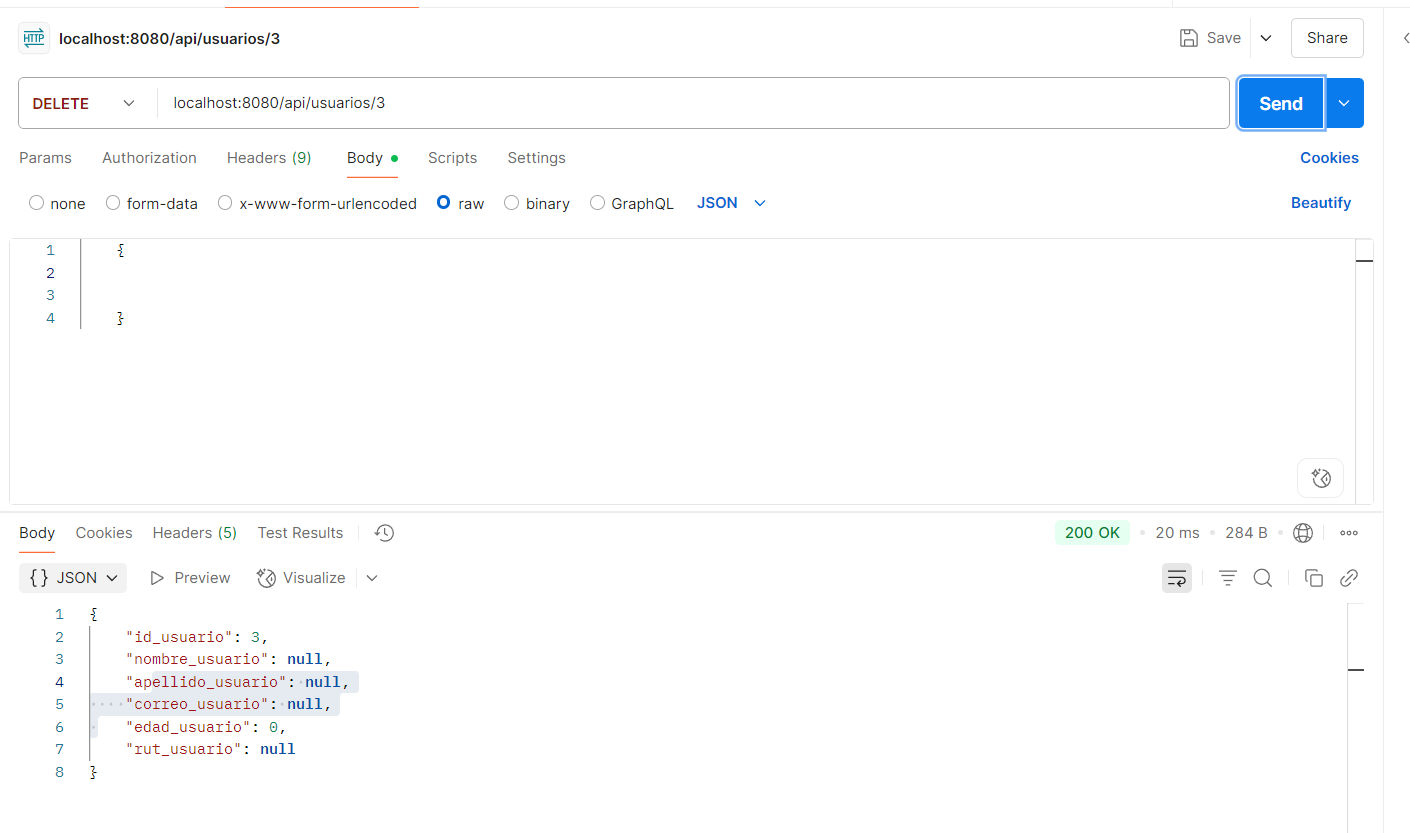 HTTP localhost:8080/api/usuarios/3 Save Share
DELETE localhost:8080/api/usuarios/3 Send
Params Authorization Headers (9) Body Scripts Settings Cookies
none form-data x-www-form-urlencoded raw binary GraphQL JSON Beautify
1 {
2
3
4 }
Body Cookies Headers (5) Test Results 200 OK 20 ms 284 B
{} JSON Preview Visualize
1 {
2 "id_usuario": 3,
3 "nombre_usuario": null,
4 "apellido_usuario": null,
5 "correo_usuario": null,
6 "edad_usuario": 0,
7 "rut_usuario": null
8 }